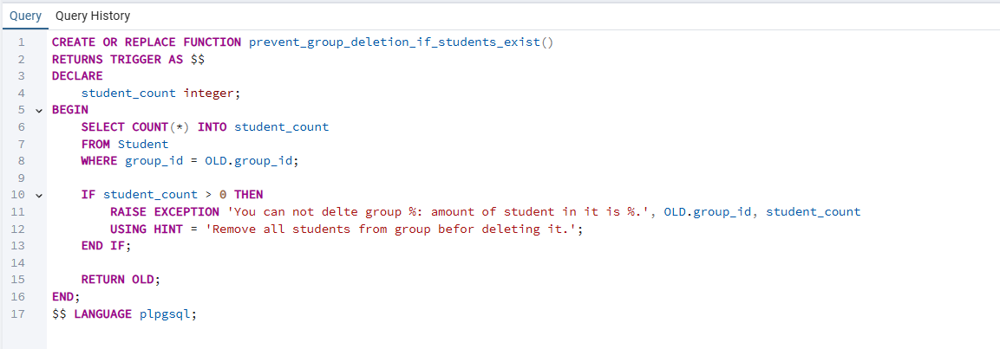 Query Query History
1 CREATE OR REPLACE FUNCTION prevent_group_deletion_if_students_exist()
2 RETURNS TRIGGER AS $$
3 DECLARE
4 student_count integer;
5 BEGIN
6 SELECT COUNT(*) INTO student_count
7 FROM Student
8 WHERE group_id = OLD.group_id;
9
10 IF student_count > 0 THEN
11 RAISE EXCEPTION 'You can not delte group %: amount of student in it is %.', OLD.group_id, student_count
12 USING HINT = 'Remove all students from group befor deleting it.';
13 END IF;
14
15 RETURN OLD;
16 END;
17 $$ LANGUAGE plpgsql;